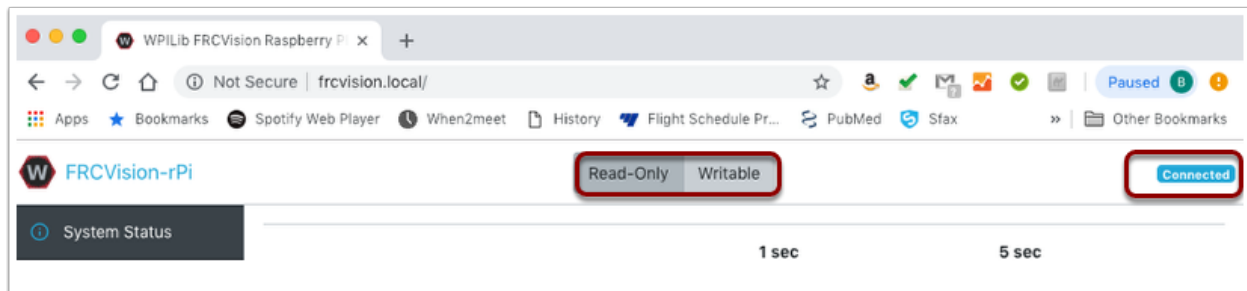 WPILib FRCVision Raspberry P
Not Secure | frcvision.local/
Paused B
Apps Bookmarks Spotify Web Player When2meet History Flight Schedule Pr... PubMed Sfax » Other Bookmarks
W FRCVision-rPi Read-Only Writable Connected
System Status
1 sec 5 sec